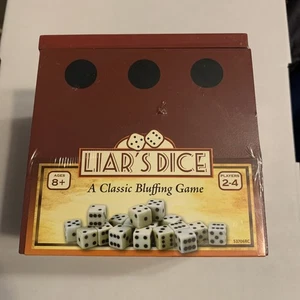 LIAR'S DICE
AGES
8+
A Classic Bluffing Game
PLAYERS
2-4